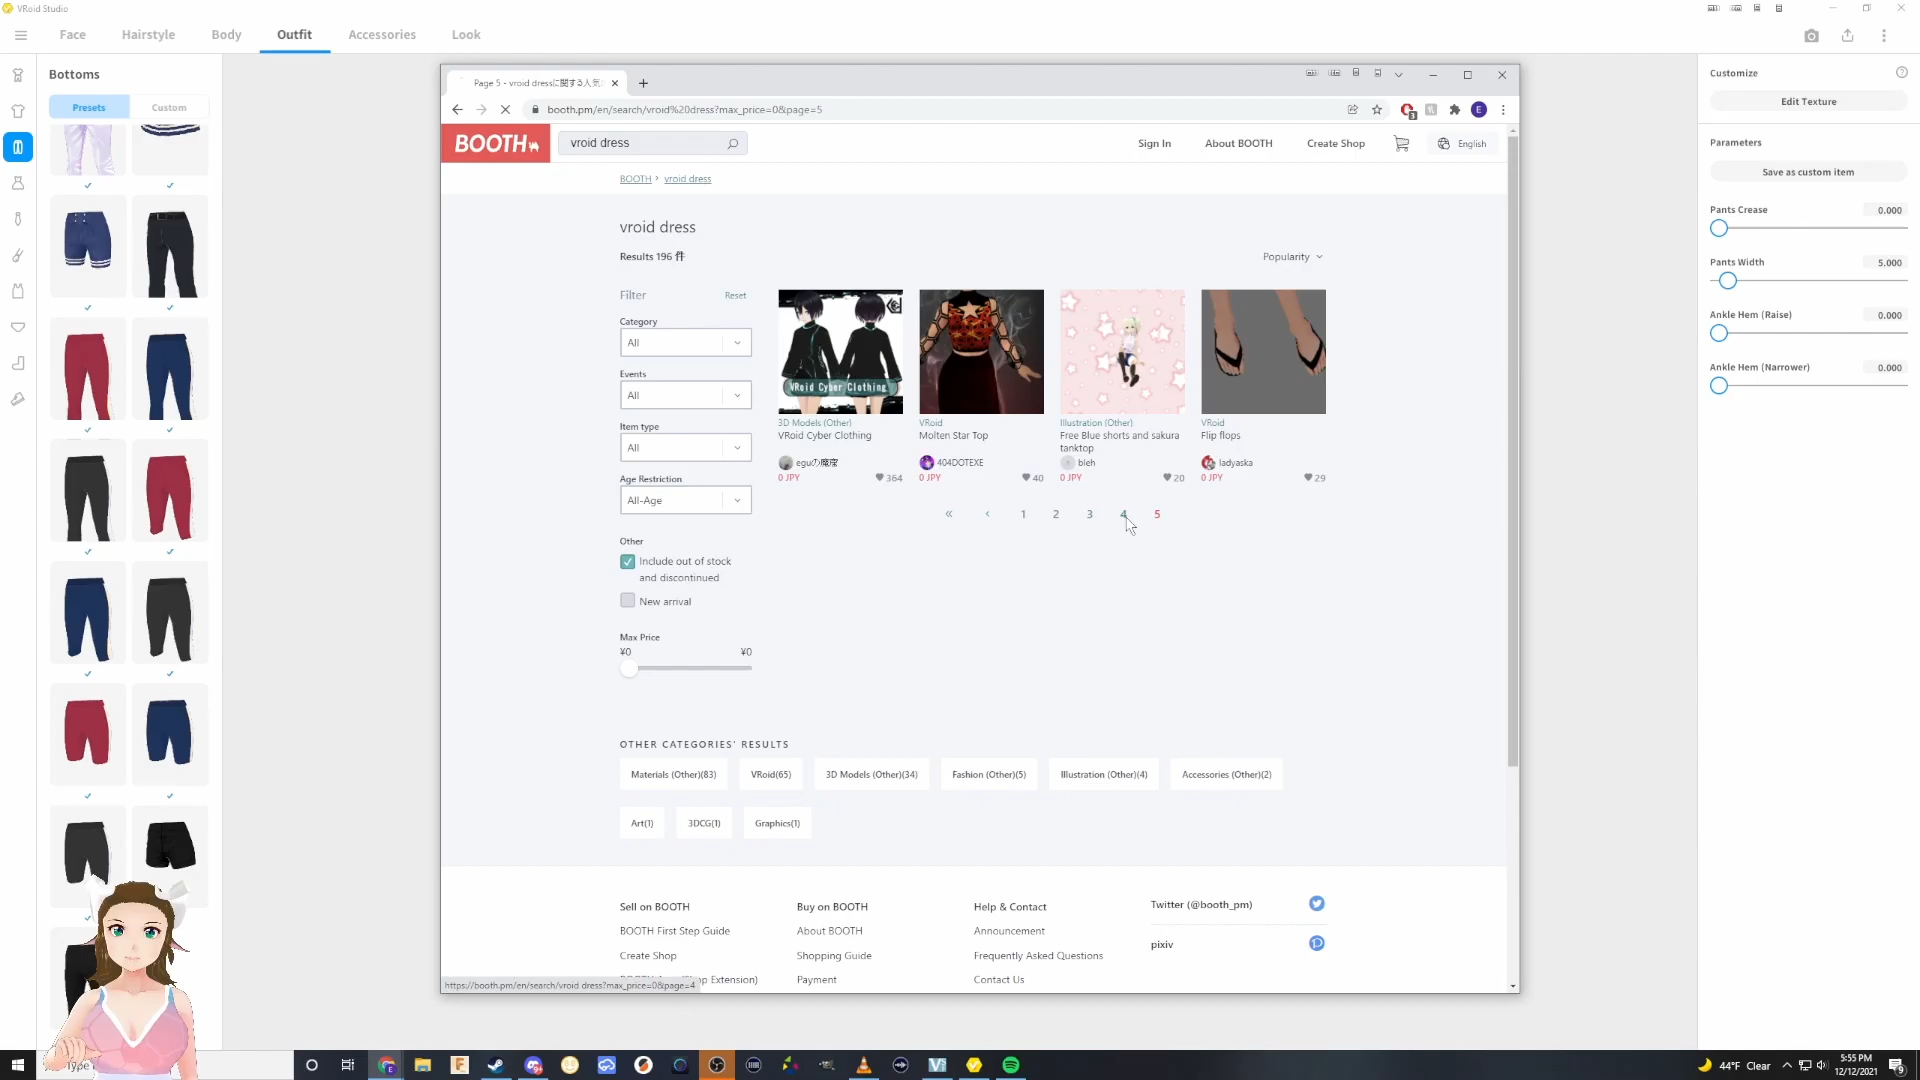 VRoid Studio
Face
Hairstyle
Body
Outfit
Accessories
Look
Bottoms
Presets
Custom
Page 5 - vroid dressに関する人気
booth.pm/en/search/vroid%20dress?max_price=0&page=5
E
BOOTH
vroid dress
Sign In
About BOOTH
Create Shop
English
BOOTH
vroid dress
vroid dress
Results 196 件
Popularity
Filter
Reset
Category
All
Events
All
Item type
All
Age Restriction
All-Age
Other
Include out of stock
and discontinued
New arrival
Max Price
¥0
¥0
VRoid Cyber Clothing
3D Models (Other)
VRoid Cyber Clothing
eguの魔窟
0 JPY
364
VRoid
Molten Star Top
404DOTEXE
0 JPY
40
Illustration (Other)
Free Blue shorts and sakura
tanktop
bleh
0 JPY
20
VRoid
Flip flops
ladyaska
0 JPY
29
« ‹ 1 2 3 4 5
OTHER CATEGORIES' RESULTS
Materials (Other)(83)
VRoid(65)
3D Models (Other)(34)
Fashion (Other)(5)
Illustration (Other)(4)
Accessories (Other)(2)
Art(1)
3DCG(1)
Graphics(1)
Sell on BOOTH
BOOTH First Step Guide
Create Shop
Buy on BOOTH
About BOOTH
Shopping Guide
Payment
Help & Contact
Announcement
Frequently Asked Questions
Contact Us
Twitter (@booth_pm)
pixiv
https://booth.pm/en/search/vroid dress?max_price=0&page=4
Customize
Edit Texture
Parameters
Save as custom item
Pants Crease
0.000
Pants Width
5.000
Ankle Hem (Raise)
0.000
Ankle Hem (Narrower)
0.000
Type
44°F Clear
5:55 PM
12/12/2021